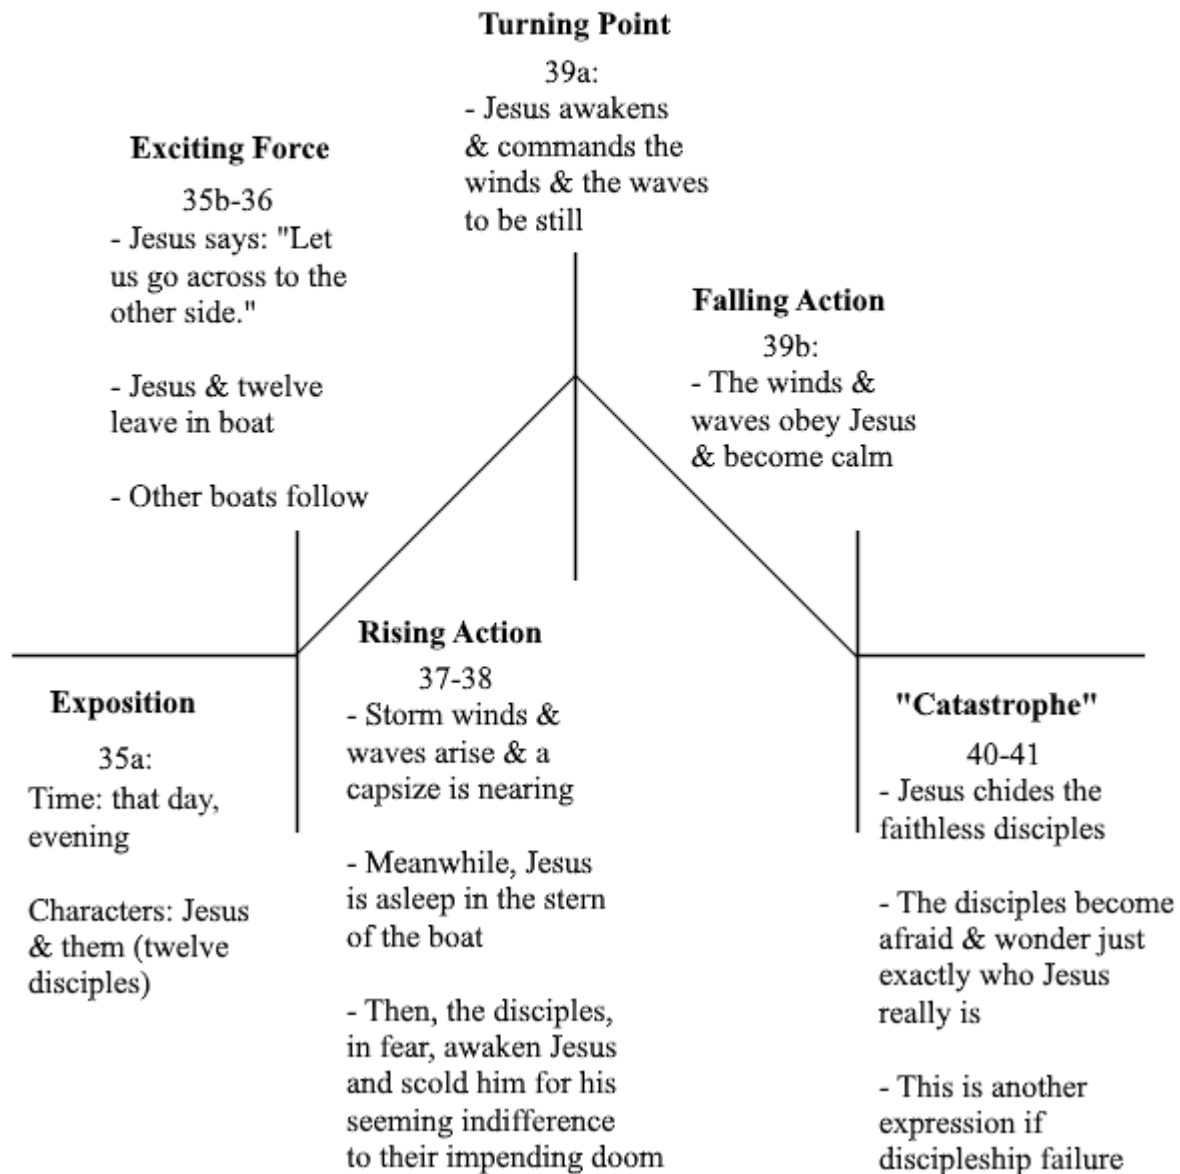 Turning Point
39a:
- Jesus awakens
& commands the
winds & the waves
to be still
Exciting Force
35b-36
- Jesus says: "Let
us go across to the
other side."
- Jesus & twelve
leave in boat
- Other boats follow
Falling Action
39b:
- The winds &
waves obey Jesus
& become calm
Rising Action
37-38
- Storm winds &
waves arise & a
capsize is nearing
- Meanwhile, Jesus
is asleep in the stern
of the boat
- Then, the disciples,
in fear, awaken Jesus
and scold him for his
seeming indifference
to their impending doom
Exposition
35a:
Time: that day,
evening
Characters: Jesus
& them (twelve
disciples)
"Catastrophe"
40-41
- Jesus chides the
faithless disciples
- The disciples become
afraid & wonder just
exactly who Jesus
really is
- This is another
expression if
discipleship failure